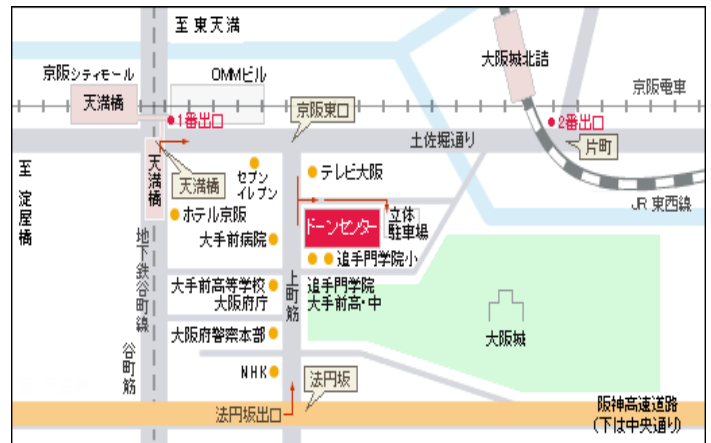 至東天満
京阪シティモール
OMMビル
大阪城北詰
京阪電車
天満橋
1番出口
京阪東口
2番出口
土佐堀通り
片町
至
淀屋橋
天満橋
天満橋
セブン
イレブン
テレビ大阪
JR東西線
ホテル京阪
ドーンセンター
立体
駐車場
大手前病院
追手門学院小
地下鉄谷町線
大手前高等学校
大阪府庁
上町筋
追手門学院
大手前高・中
大阪府警察本部
大阪城
谷町筋
NHK
法円坂
法円坂出口
阪神高速道路
(下は中央通り)